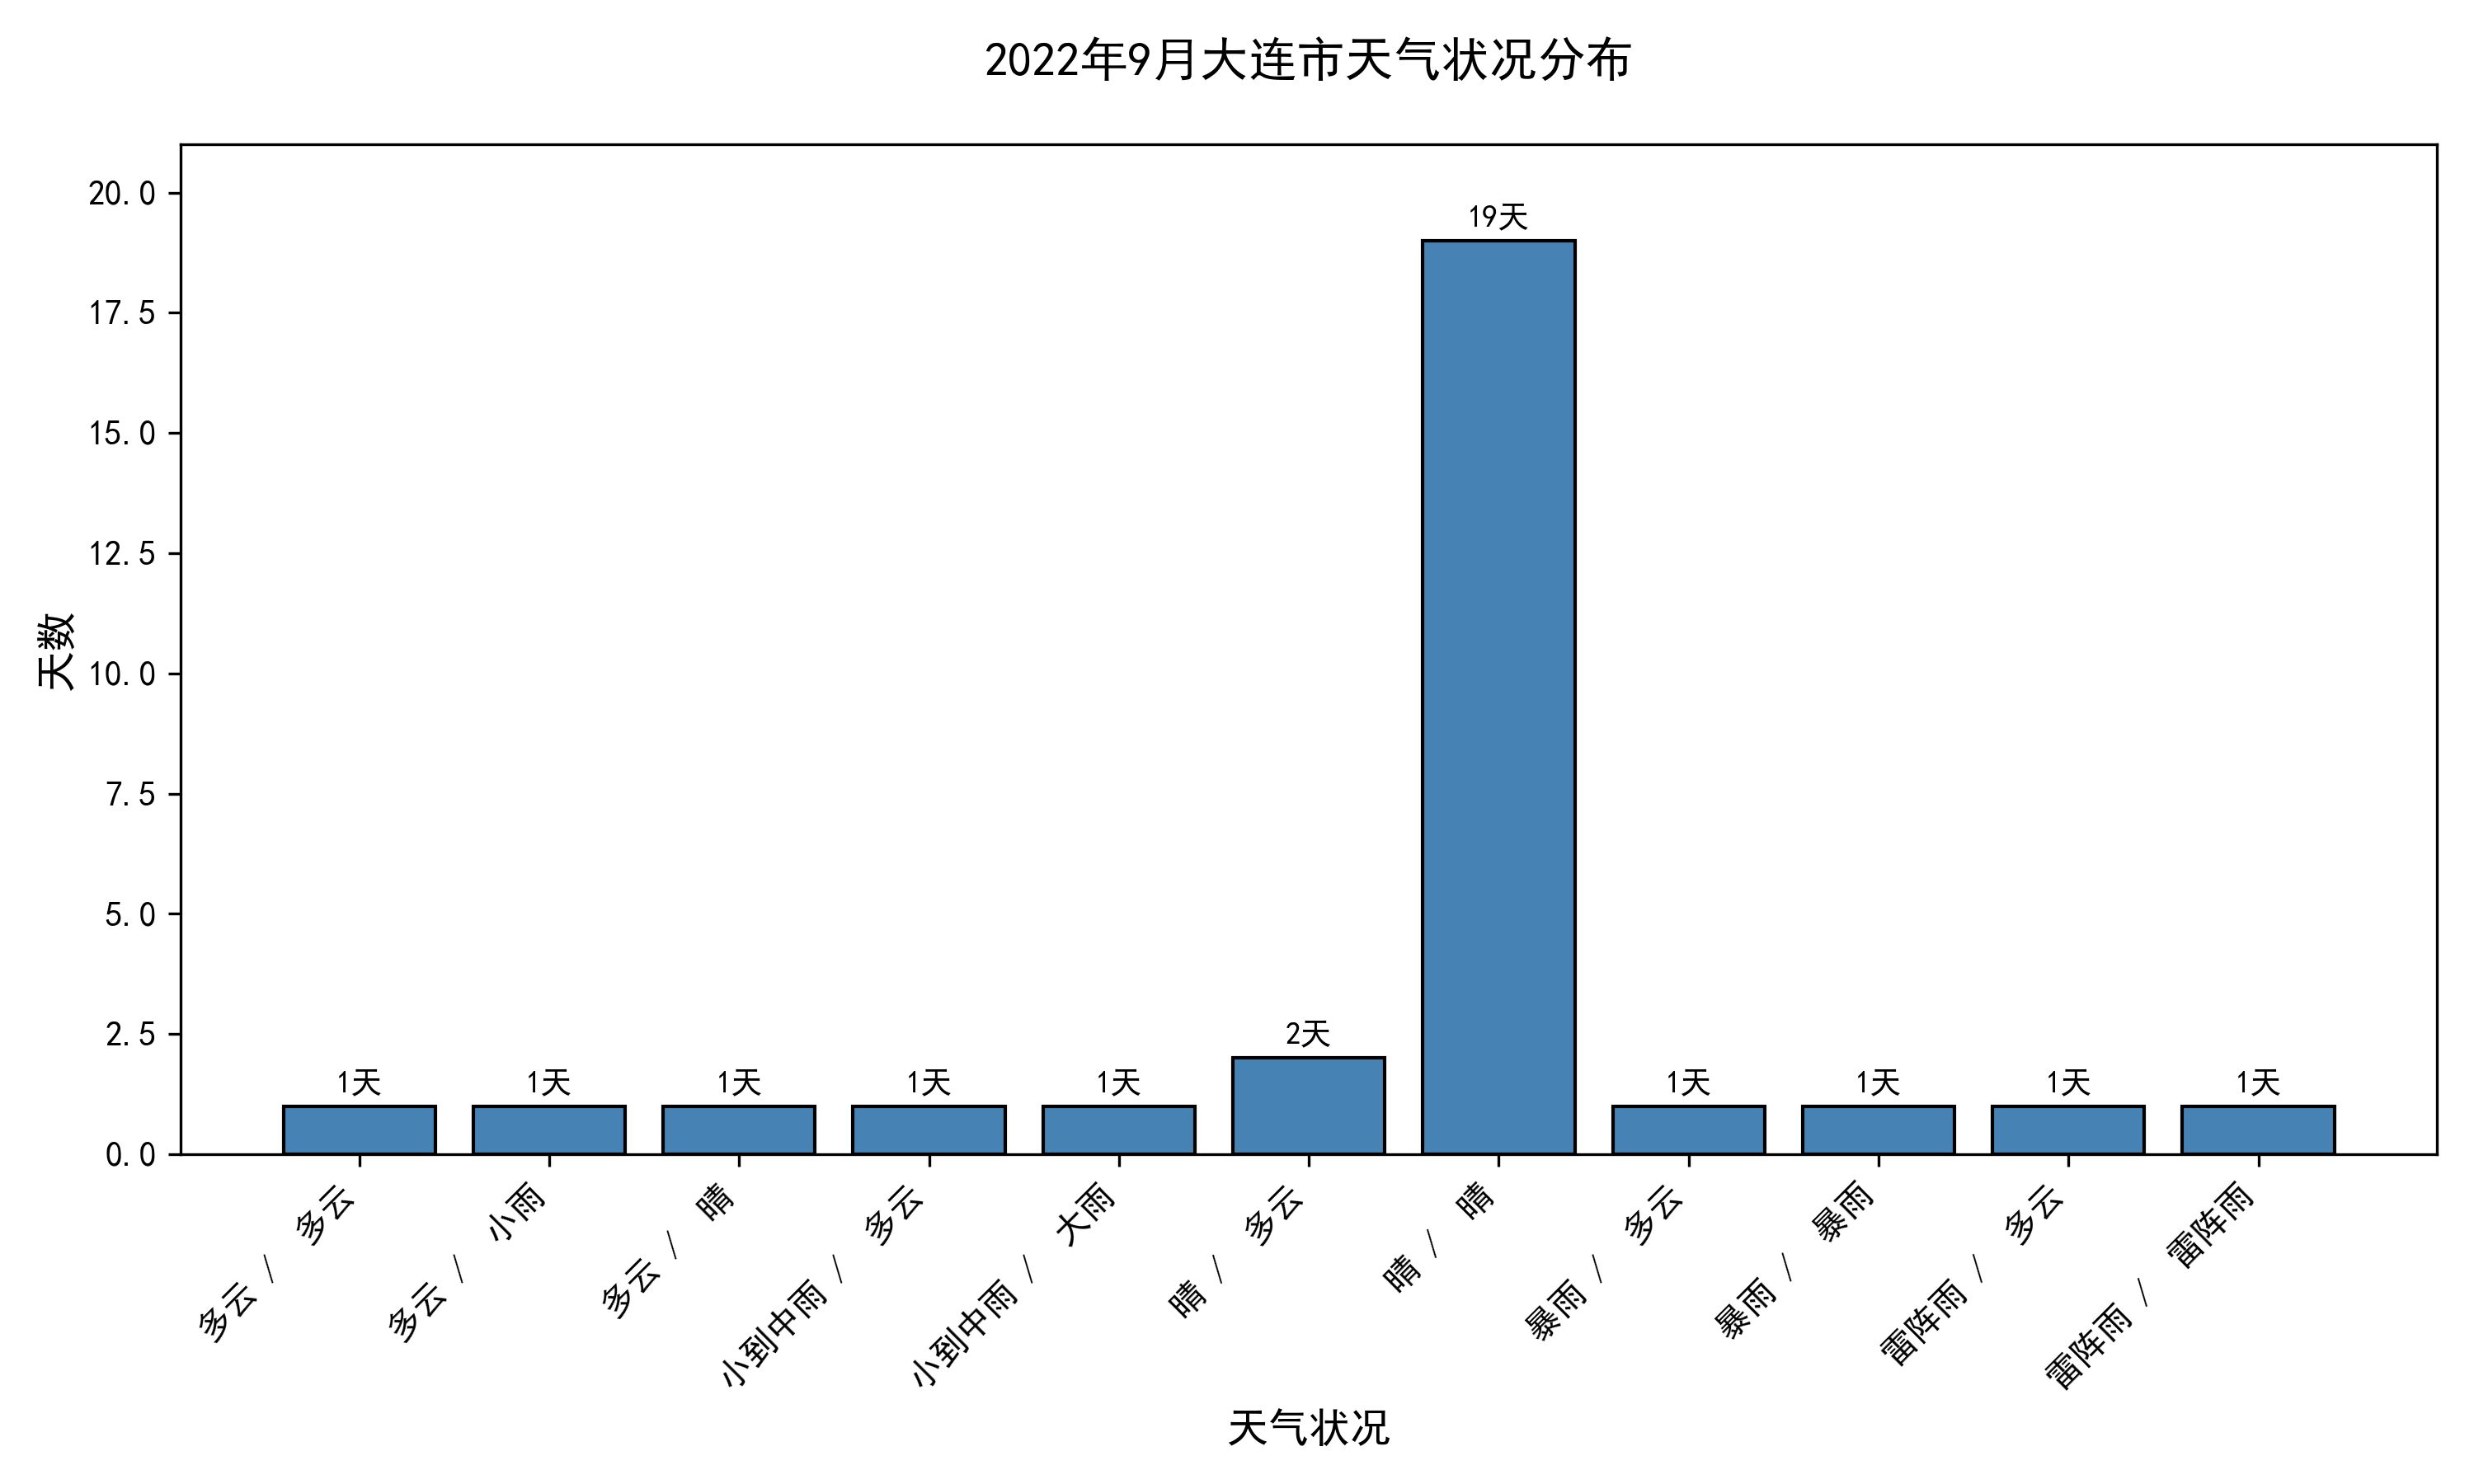 2022年9月大连市天气状况分布
天数
20.0
17.5
15.0
12.5
10.0
7.5
5.0
2.5
0.0
1天
1天
1天
1天
1天
2天
19天
1天
1天
1天
1天
多云 / 多云
多云 / 小雨
多云 / 晴
小到中雨 / 多云
小到中雨 / 大雨
晴 / 多云
晴 / 晴
暴雨 / 多云
暴雨 / 暴雨
雷阵雨 / 多云
雷阵雨 / 雷阵雨
天气状况